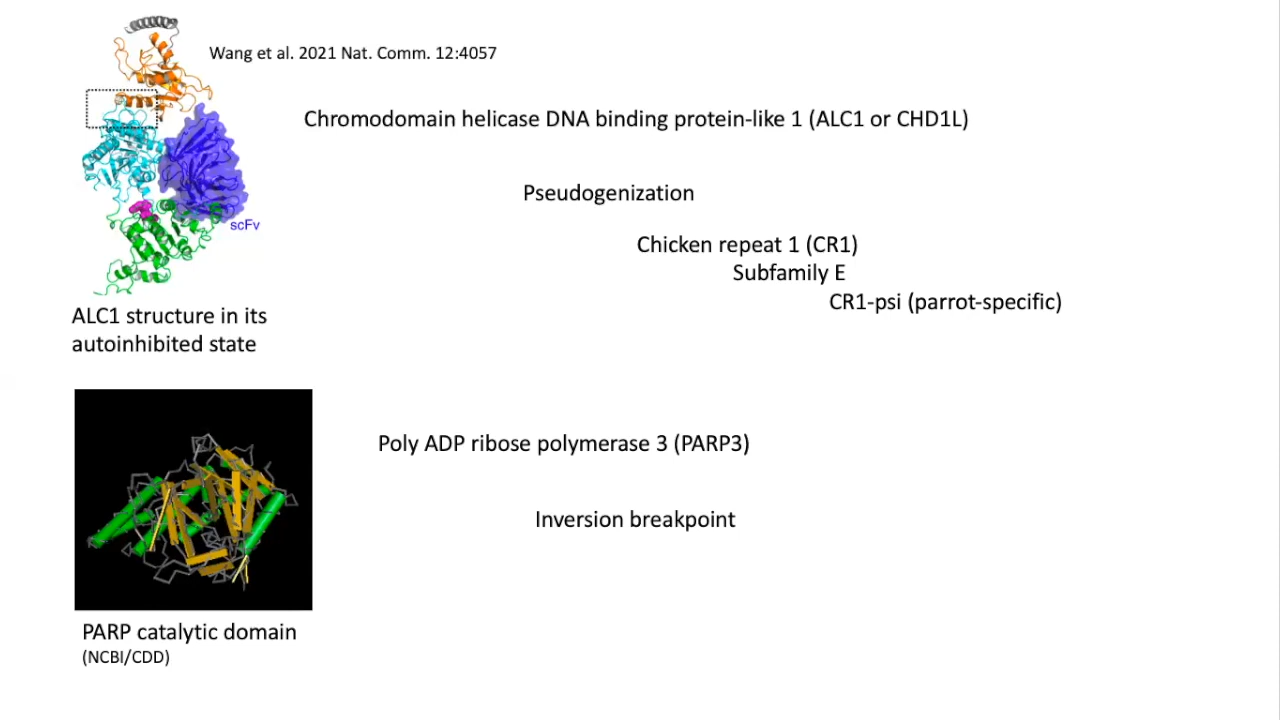 Wang et al. 2021 Nat. Comm. 12:4057
Chromodomain helicase DNA binding protein-like 1 (ALC1 or CHD1L)
Pseudogenization
scFv
Chicken repeat 1 (CR1)
Subfamily E
CR1-psi (parrot-specific)
ALC1 structure in its
autoinhibited state
Poly ADP ribose polymerase 3 (PARP3)
Inversion breakpoint
PARP catalytic domain
(NCBI/CDD)